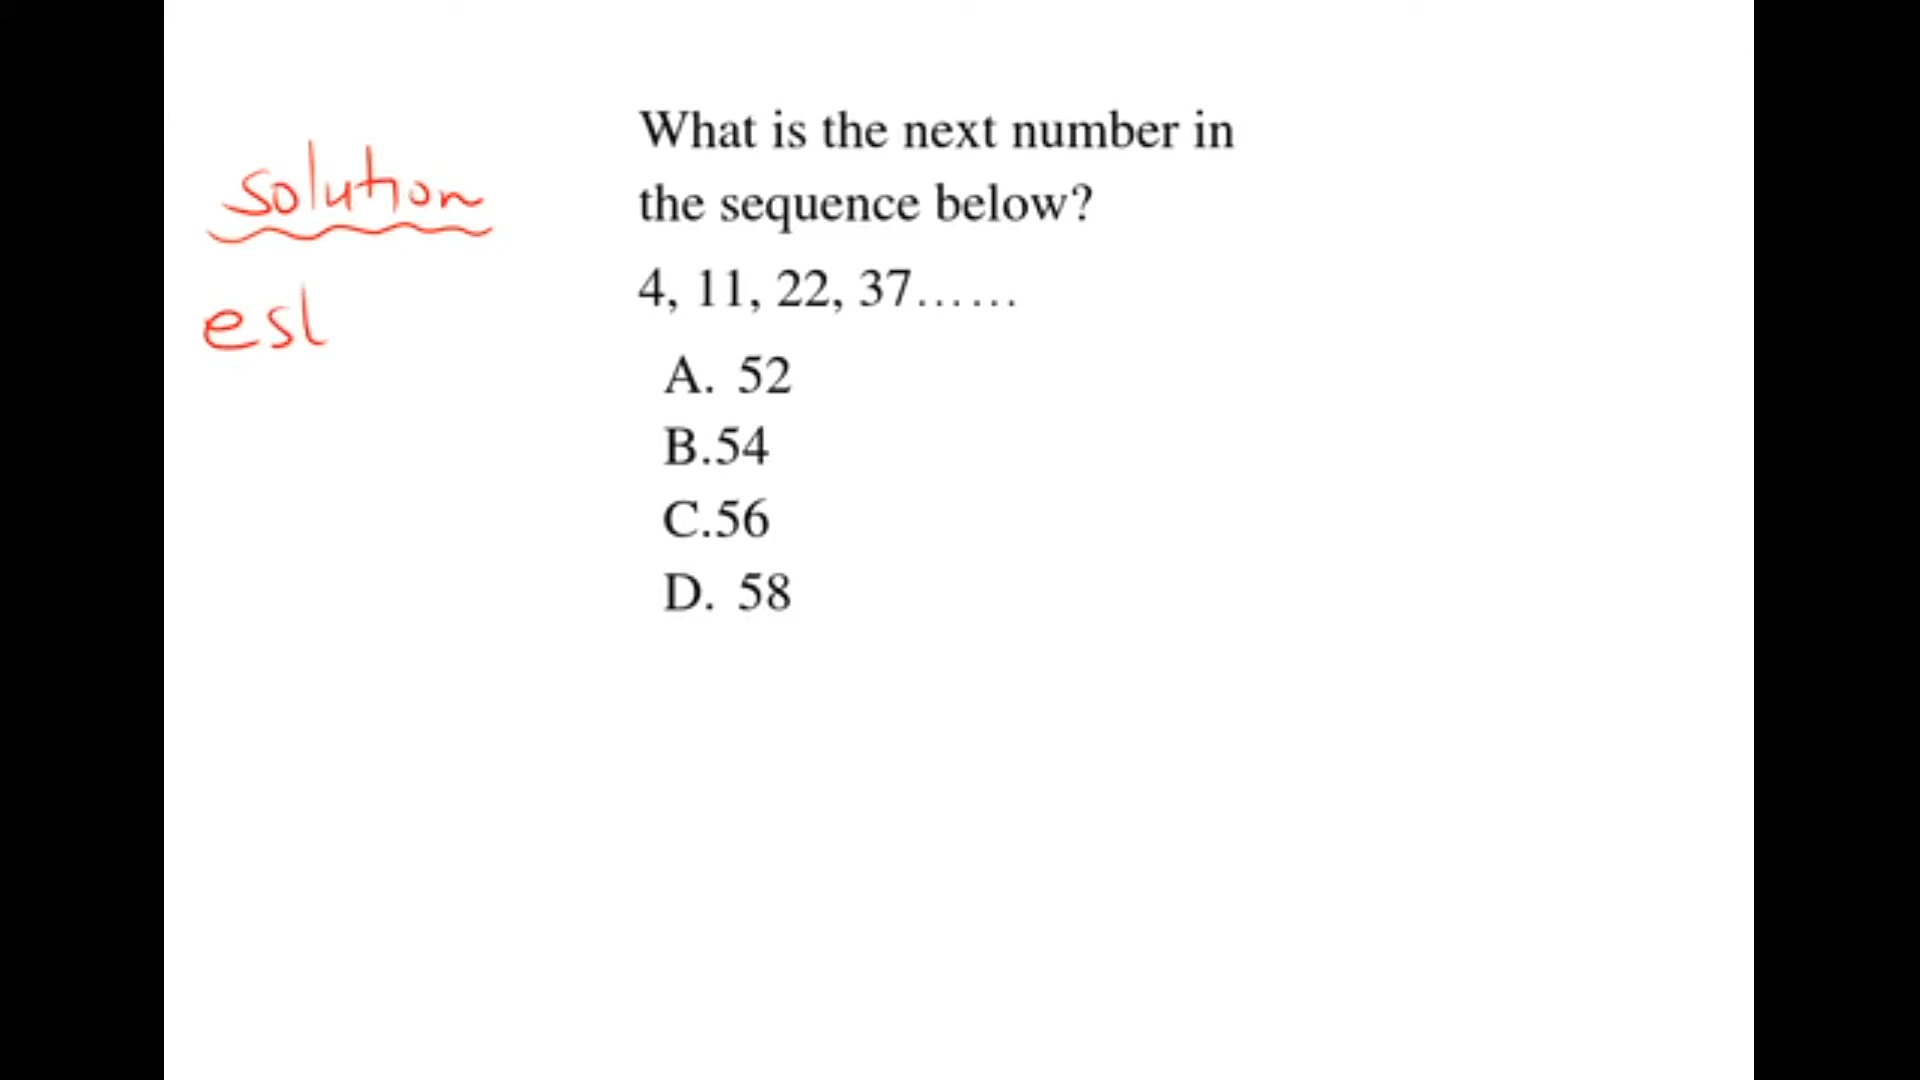 solution
esl
What is the next number in
the sequence below?
4, 11, 22, 37......
A. 52
B.54
C.56
D. 58